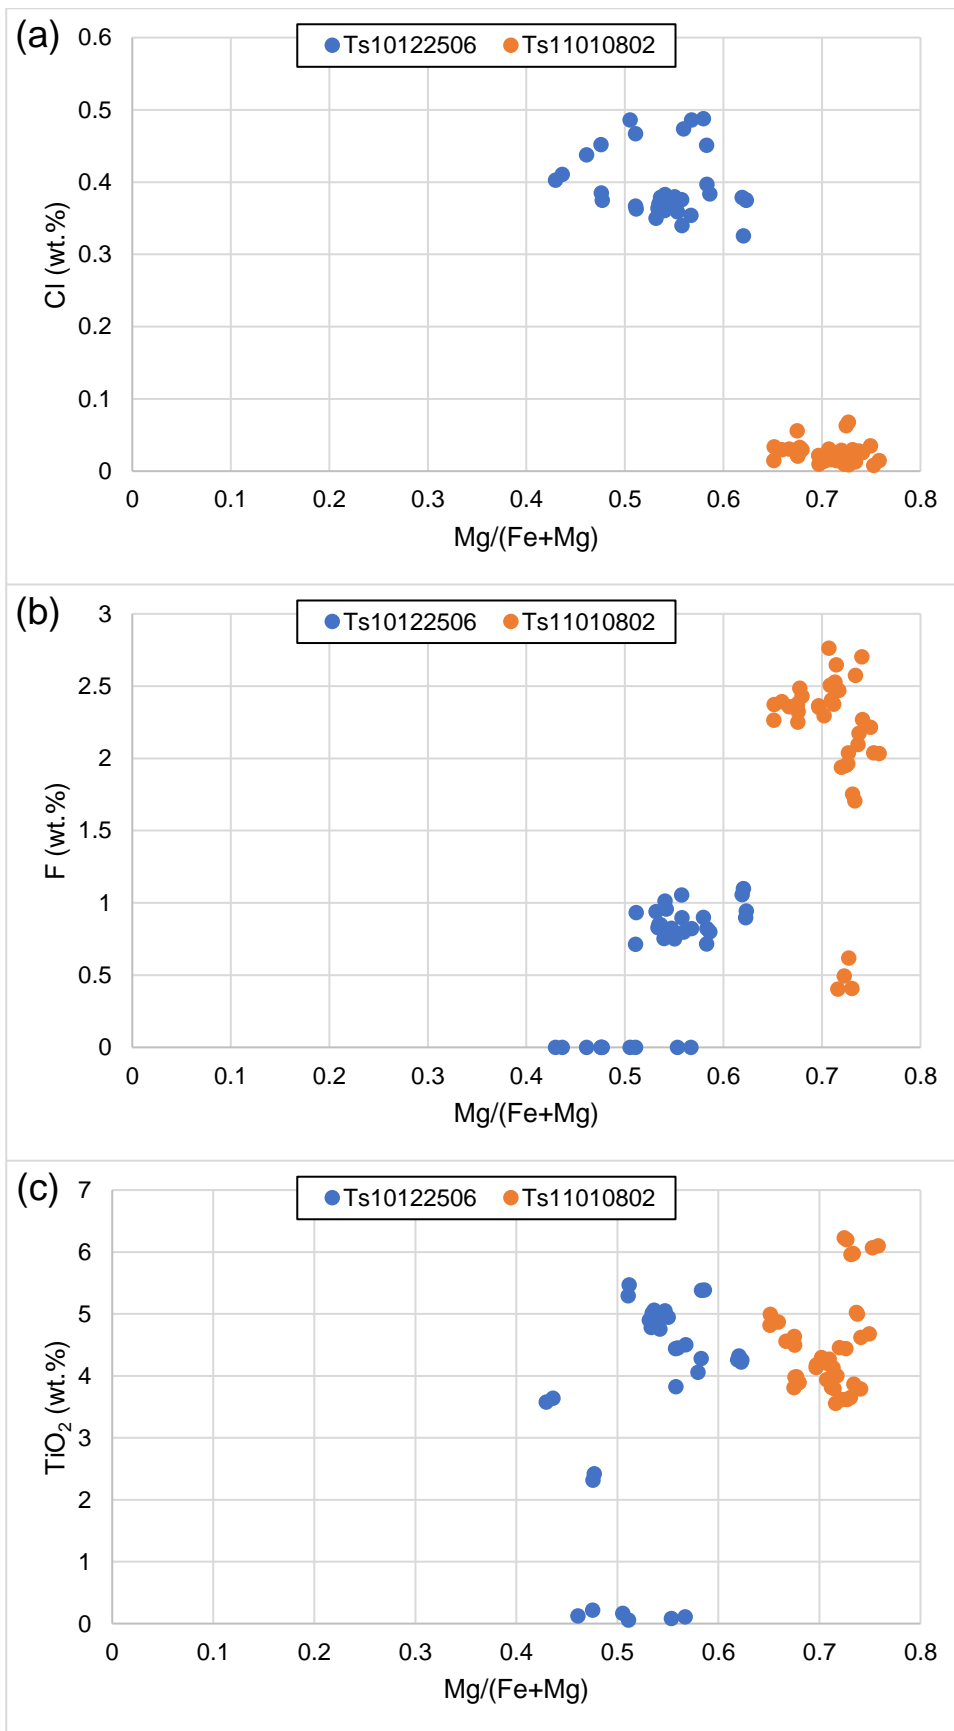 (a)
Ts10122506 Ts11010802
0.6
0.5
0.4
0.3
0.2
0.1
0
Cl (wt.%)
0 0.1 0.2 0.3 0.4 0.5 0.6 0.7 0.8
Mg/(Fe+Mg)
(b)
Ts10122506 Ts11010802
3
2.5
2
1.5
1
0.5
0
F (wt.%)
0 0.1 0.2 0.3 0.4 0.5 0.6 0.7 0.8
Mg/(Fe+Mg)
(c)
Ts10122506 Ts11010802
7
6
5
4
3
2
1
0
TiO₂ (wt.%)
0 0.1 0.2 0.3 0.4 0.5 0.6 0.7 0.8
Mg/(Fe+Mg)